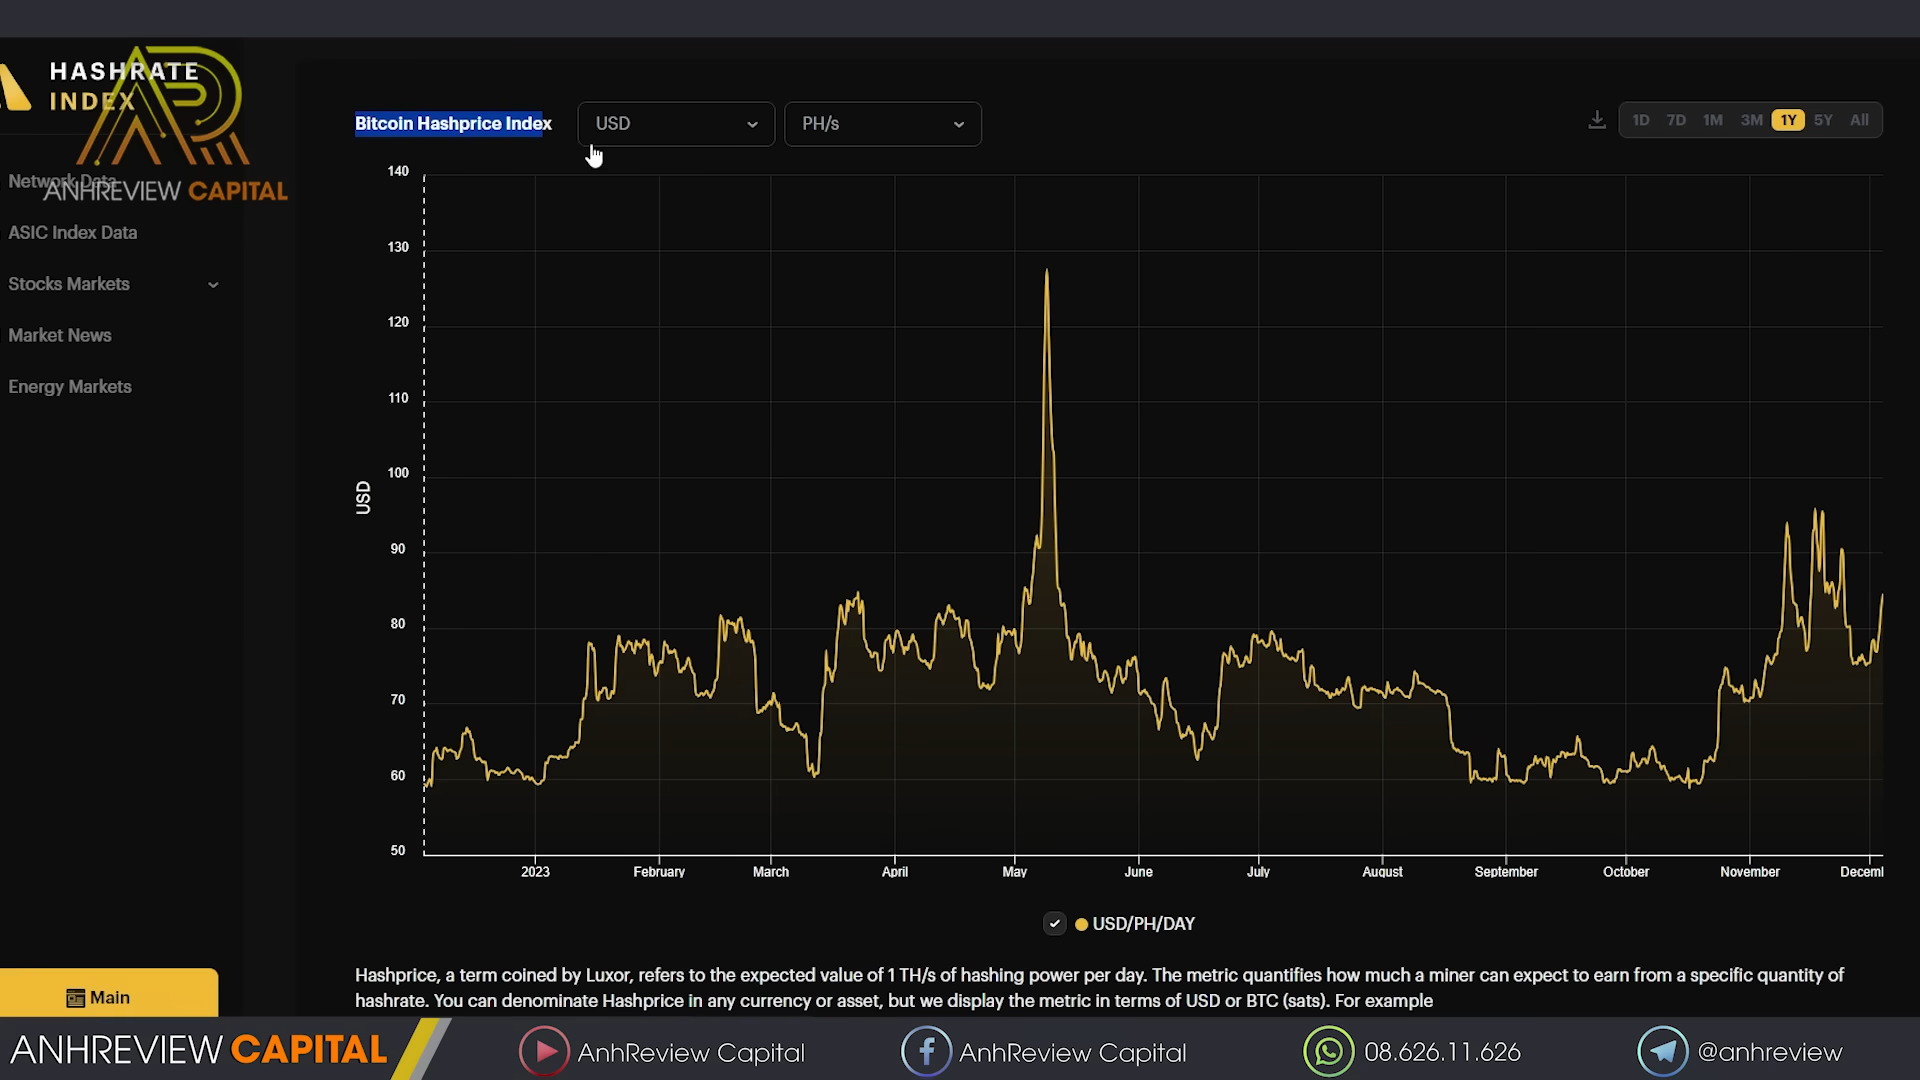 HASHRATE
INDEX
ANHREVIEW CAPITAL
Network Data
ASIC Index Data
Stocks Markets
Market News
Energy Markets
Main
Bitcoin Hashprice Index
USD
PH/s
1D 7D 1M 3M 1Y 5Y All
140
130
120
110
100
90
80
70
60
50
USD
2023 February March April May June July August September October November Deceml
USD/PH/DAY
Hashprice, a term coined by Luxor, refers to the expected value of 1 TH/s of hashing power per day. The metric quantifies how much a miner can expect to earn from a specific quantity of
hashrate. You can denominate Hashprice in any currency or asset, but we display the metric in terms of USD or BTC (sats). For example
ANHREVIEW CAPITAL
AnhReview Capital
AnhReview Capital
08.626.11.626
@anhreview